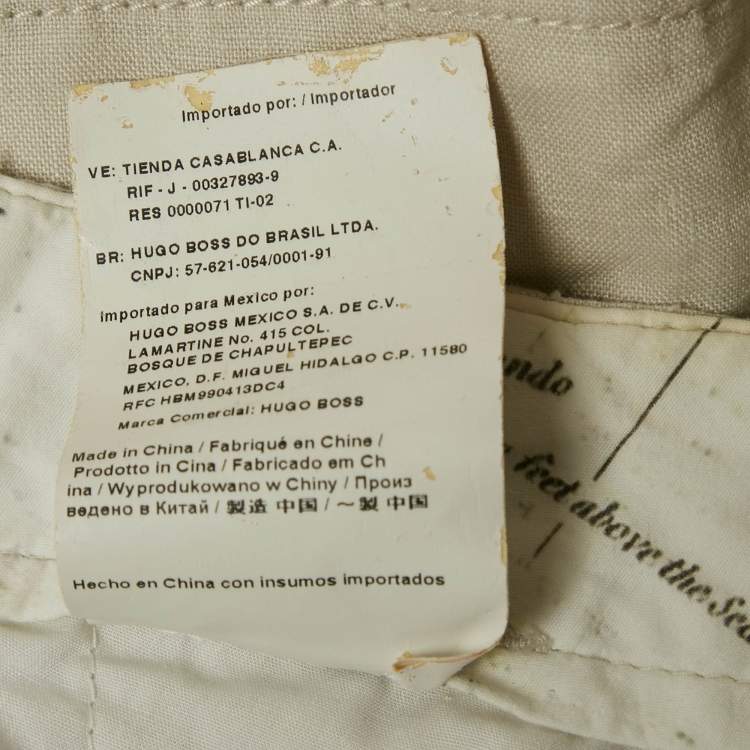 Importado por: / Importador
VE: TIENDA CASABLANCA C.A.
RIF - J - 00327893-9
RES 0000071 TI-02
BR: HUGO BOSS DO BRASIL LTDA.
CNPJ: 57-621-054/0001-91
Importado para Mexico por:
HUGO BOSS MEXICO S.A. DE C.V.
LAMARTINE No. 415 COL.
BOSQUE DE CHAPULTEPEC
MEXICO, D.F. MIGUEL HIDALGO C.P. 11580
RFC HBM990413DC4
Marca Comercial: HUGO BOSS
Made in China / Fabriqué en Chine /
Prodotto in Cina / Fabricado em Ch
ina / Wyprodukowano w Chiny / Произ
ведено в Китай / 製造 中国 / ～製 中国
Hecho en China con insumos importados
feet above the Sea